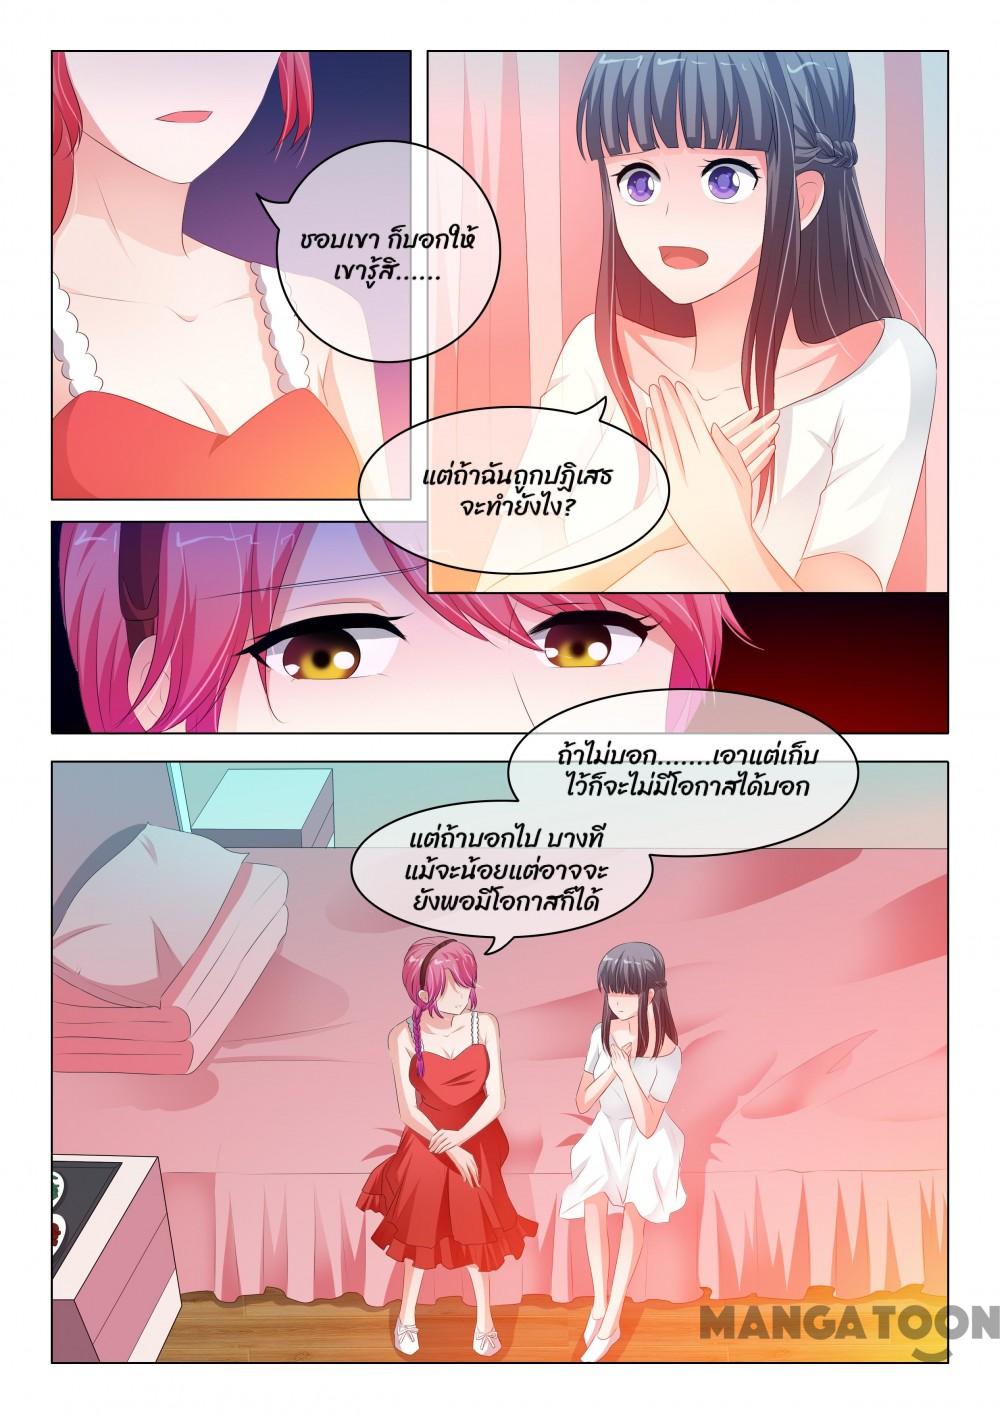 ชอบเขา ก็บอกให้
เขารู้สิ......
แต่ถ้าฉันถูกปฏิเสธ
จะทำยังไง?
ถ้าไม่บอก.......เอาแต่เก็บ
ไว้ก็จะไม่มีโอกาสได้บอก
แต่ถ้าบอกไป บางที
แม้จะน้อยแต่อาจจะ
ยังพอมีโอกาสก็ได้
MANGATOON